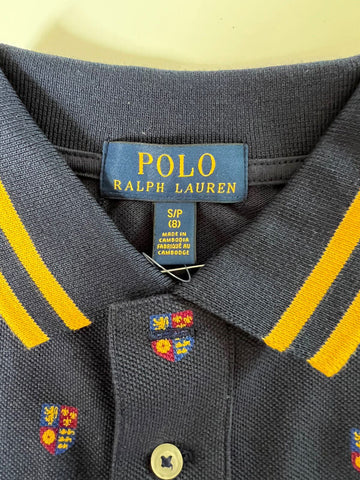 POLO
RALPH LAUREN
S/P
(8)
MADE IN
CAMBODIA
FABRIQUÉ AU
CAMBODGE